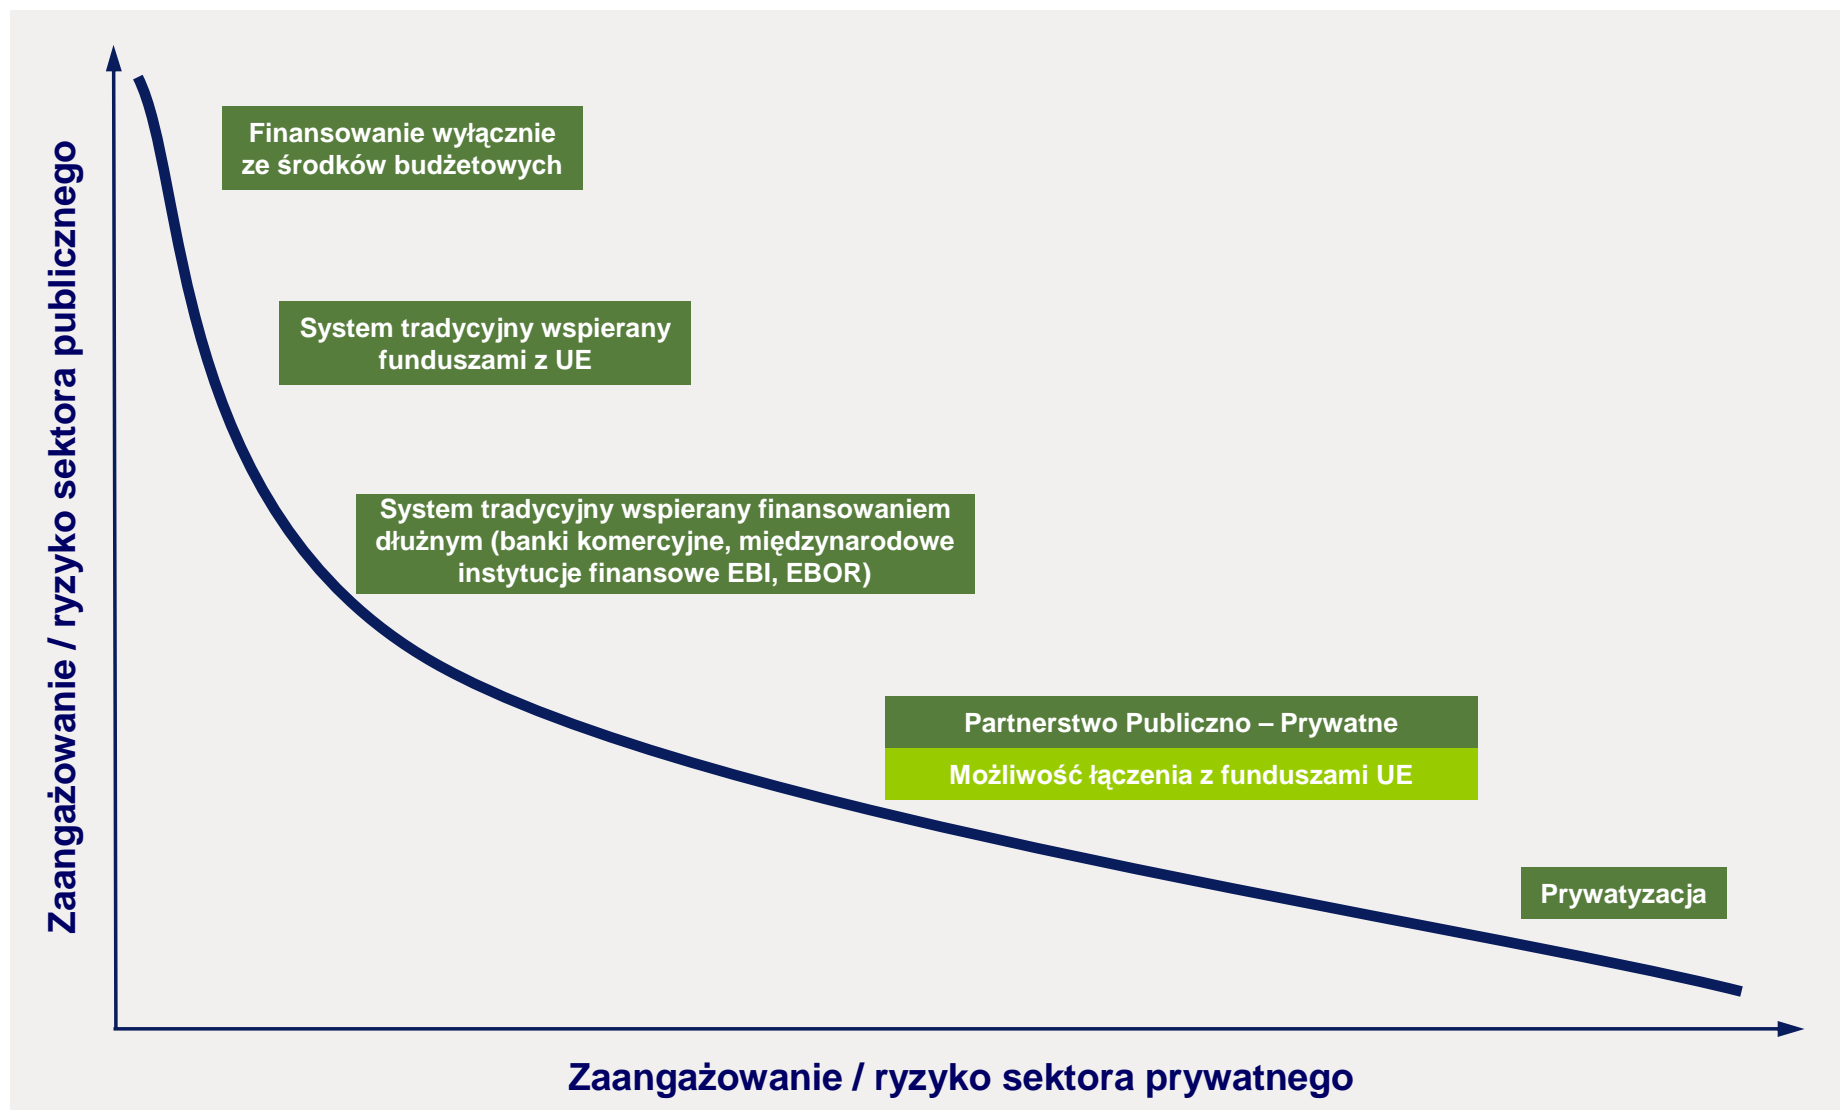 Zaangażowanie / ryzyko sektora publicznego
Finansowanie wyłącznie
ze środków budżetowych
System tradycyjny wspierany
funduszami z UE
System tradycyjny wspierany finansowaniem
dłużnym (banki komercyjne, międzynarodowe
instytucje finansowe EBI, EBOR)
Partnerstwo Publiczno – Prywatne
Możliwość łączenia z funduszami UE
Prywatyzacja
Zaangażowanie / ryzyko sektora prywatnego